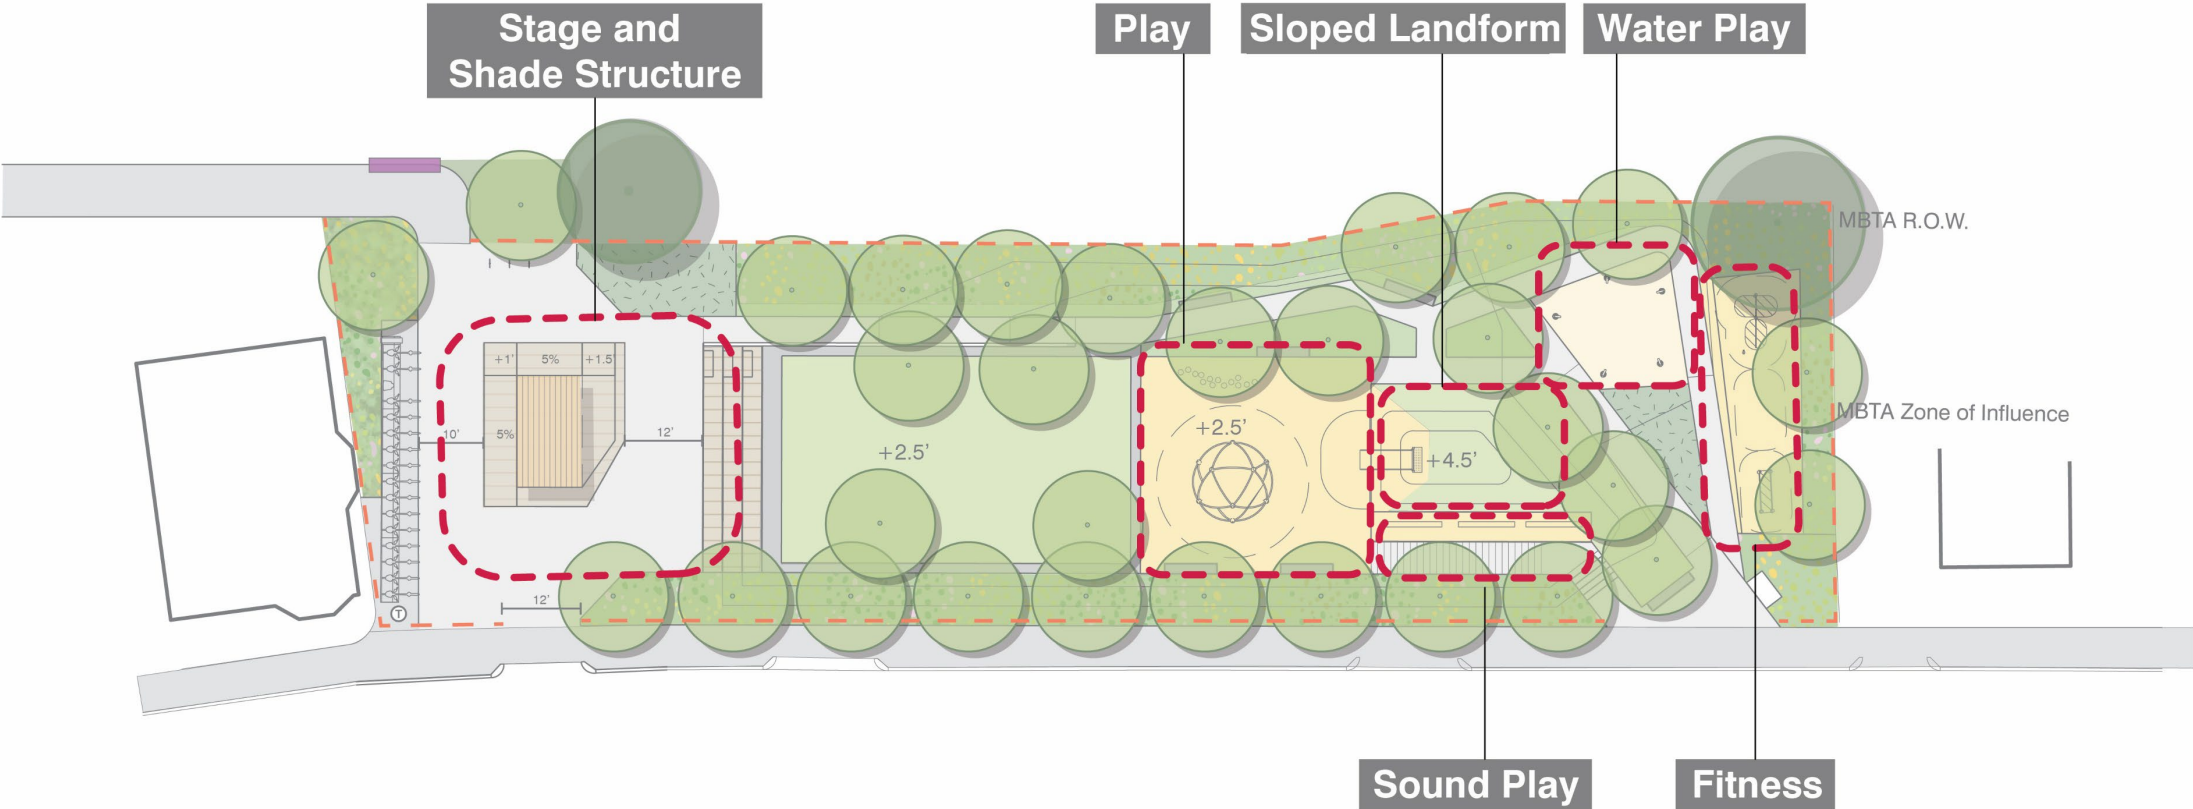 Stage and
Shade Structure
Play
Sloped Landform
Water Play
MBTA R.O.W.
+1'
5%
+1.5'
5%
10'
12'
+2.5'
+2.5'
+4.5'
MBTA Zone of Influence
12'
T
Sound Play
Fitness